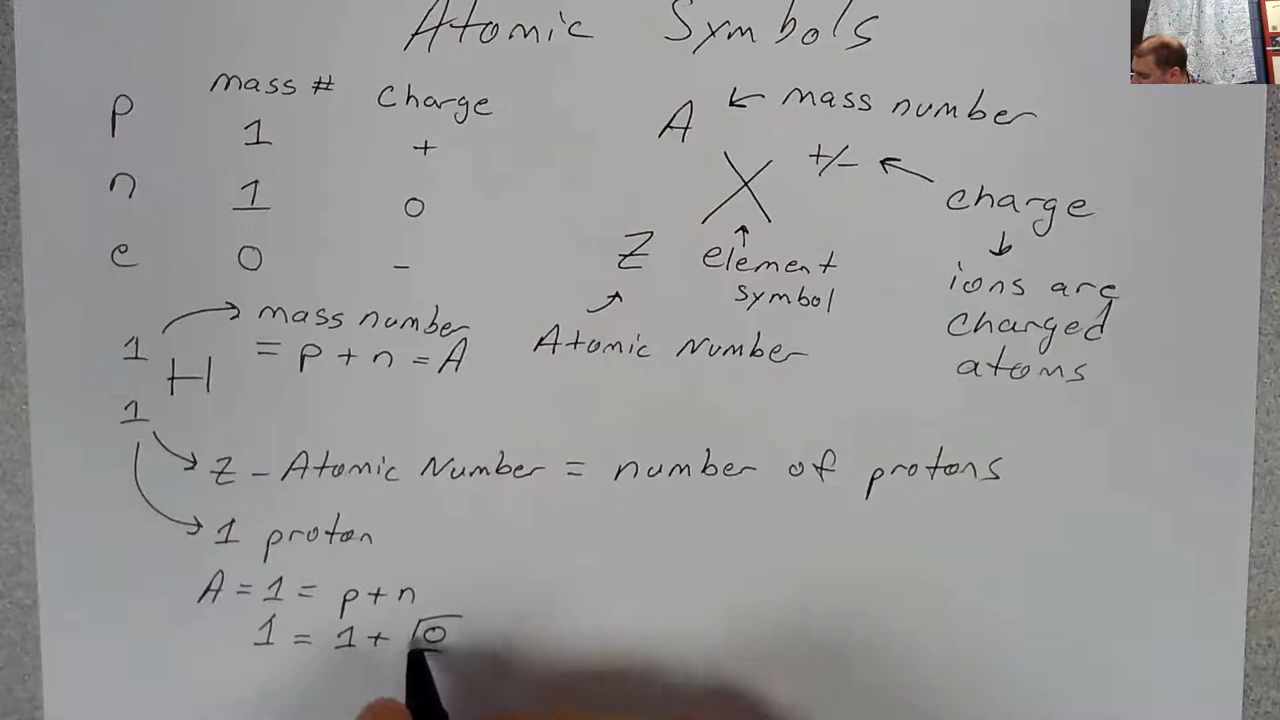 Atomic Symbols
mass # charge
p 1 +
n 1 0
e 0 -
A ← mass number
X +/- ← charge
Z ↑ element symbol
↗ Atomic Number
↓
ions are
charged
atoms
1 → mass number
H = p + n = A
1
→ Z - Atomic Number = number of protons
→ 1 proton
A = 1 = p + n
1 = 1 + 0